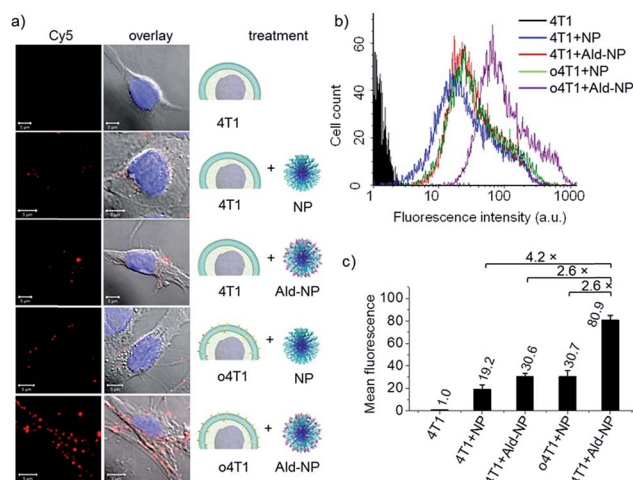 a)
Cy5 overlay treatment
5 μm 5 μm
4T1
5 μm 5 μm
+
4T1 NP
5 μm 5 μm
+
4T1 Ald-NP
5 μm 5 μm
+
o4T1 NP
5 μm 5 μm
+
o4T1 Ald-NP
b)
4T1
4T1+NP
4T1+Ald-NP
o4T1+NP
o4T1+Ald-NP
Cell count
60
40
20
0
1 10 100 1000
Fluorescence intensity (a.u.)
c)
4.2 ×
2.6 ×
2.6 ×
Mean fluorescence
80
60
40
20
0
1.0 19.2 30.6 30.7 80.9
4T1 4T1+NP 4T1+Ald-NP o4T1+NP 4T1+Ald-NP